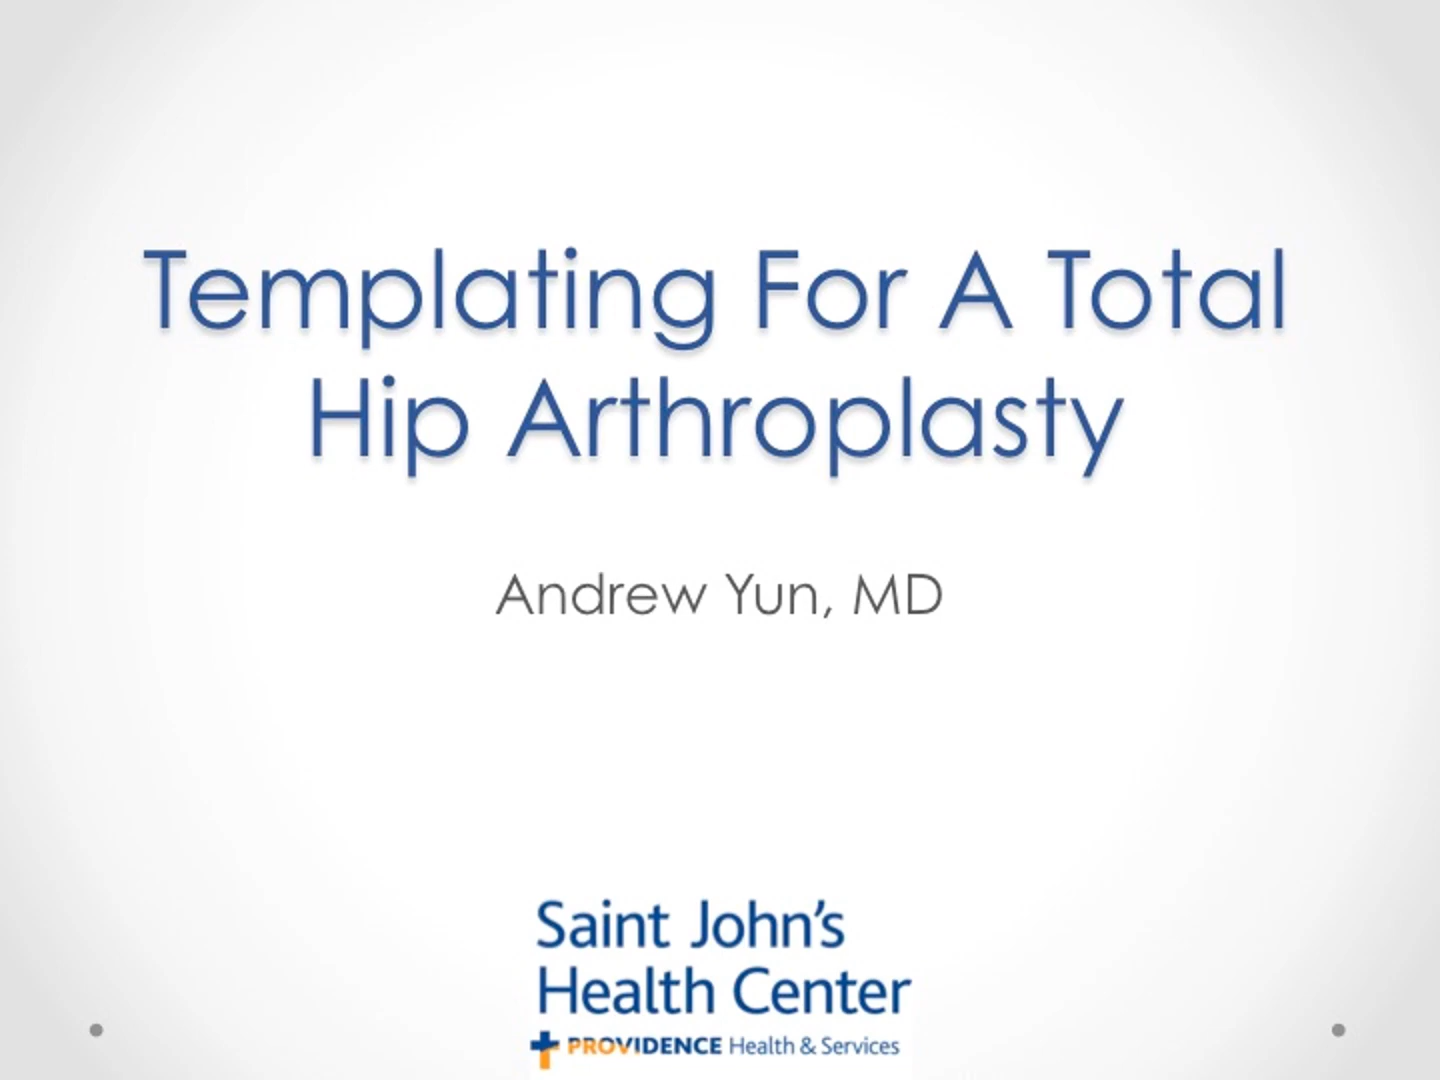 Templating For A Total
Hip Arthroplasty
Andrew Yun, MD
Saint John's
Health Center
PROVIDENCE Health & Services